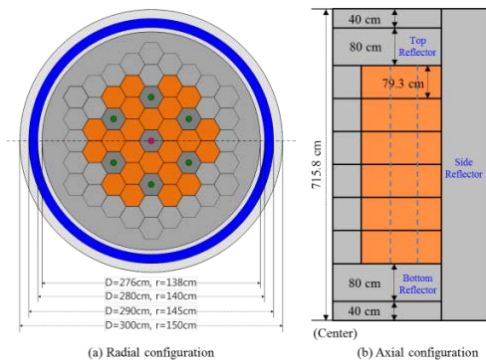 40 cm
80 cm
Top
Reflector
79.3 cm
715.8 cm
Side
Reflector
80 cm
Bottom
Reflector
40 cm
D=276cm, r=138cm
D=280cm, r=140cm
D=290cm, r=145cm
D=300cm, r=150cm
(Center)
(a) Radial configuration
(b) Axial configuration